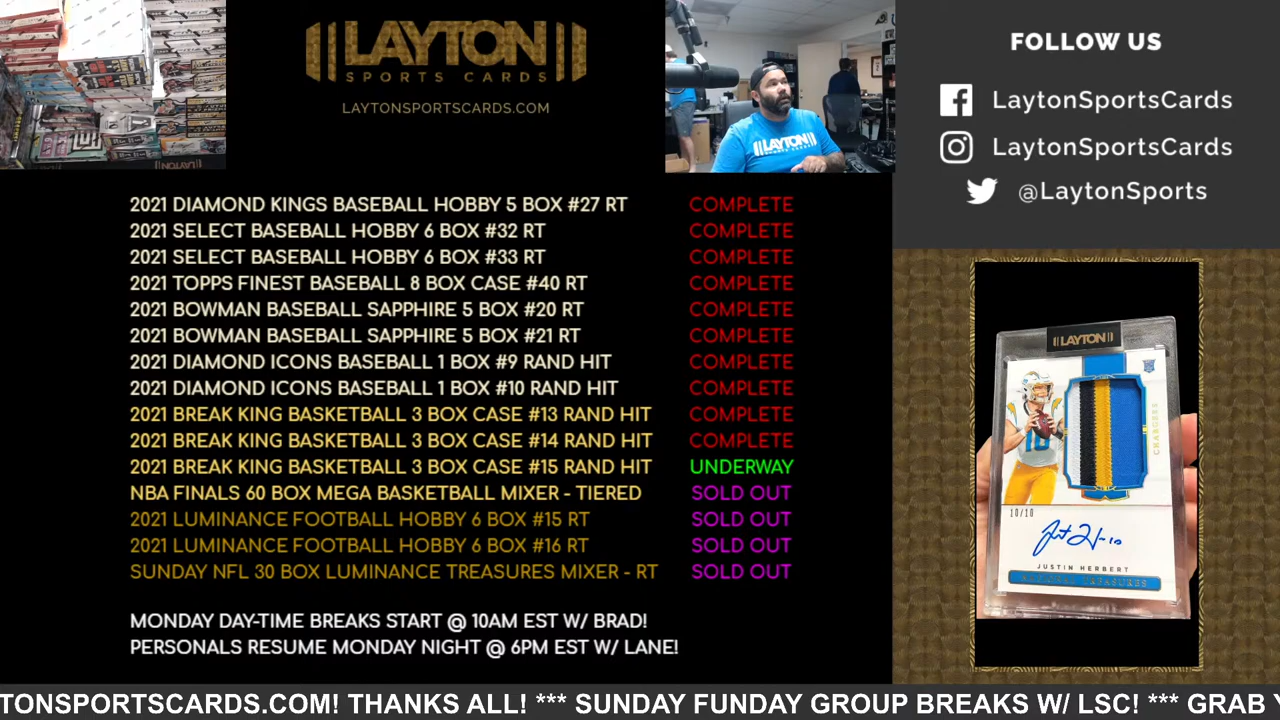 LAYTON
SPORTS CARDS
LAYTONSPORTSCARDS.COM
LAYTON
FOLLOW US
LaytonSportsCards
LaytonSportsCards
@LaytonSports
2021 DIAMOND KINGS BASEBALL HOBBY 5 BOX #27 RT COMPLETE
2021 SELECT BASEBALL HOBBY 6 BOX #32 RT COMPLETE
2021 SELECT BASEBALL HOBBY 6 BOX #33 RT COMPLETE
2021 TOPPS FINEST BASEBALL 8 BOX CASE #40 RT COMPLETE
2021 BOWMAN BASEBALL SAPPHIRE 5 BOX #20 RT COMPLETE
2021 BOWMAN BASEBALL SAPPHIRE 5 BOX #21 RT COMPLETE
2021 DIAMOND ICONS BASEBALL 1 BOX #9 RAND HIT COMPLETE
2021 DIAMOND ICONS BASEBALL 1 BOX #10 RAND HIT COMPLETE
2021 BREAK KING BASKETBALL 3 BOX CASE #13 RAND HIT COMPLETE
2021 BREAK KING BASKETBALL 3 BOX CASE #14 RAND HIT COMPLETE
2021 BREAK KING BASKETBALL 3 BOX CASE #15 RAND HIT UNDERWAY
NBA FINALS 60 BOX MEGA BASKETBALL MIXER - TIERED SOLD OUT
2021 LUMINANCE FOOTBALL HOBBY 6 BOX #15 RT SOLD OUT
2021 LUMINANCE FOOTBALL HOBBY 6 BOX #16 RT SOLD OUT
SUNDAY NFL 30 BOX LUMINANCE TREASURES MIXER - RT SOLD OUT
MONDAY DAY-TIME BREAKS START @ 10AM EST W/ BRAD!
PERSONALS RESUME MONDAY NIGHT @ 6PM EST W/ LANE!
LAYTON
CHARGERS
10/10
JUSTIN HERBERT
NATIONAL TREASURES
TONSPORTSCARDS.COM! THANKS ALL! *** SUNDAY FUNDAY GROUP BREAKS W/ LSC! *** GRAB Y